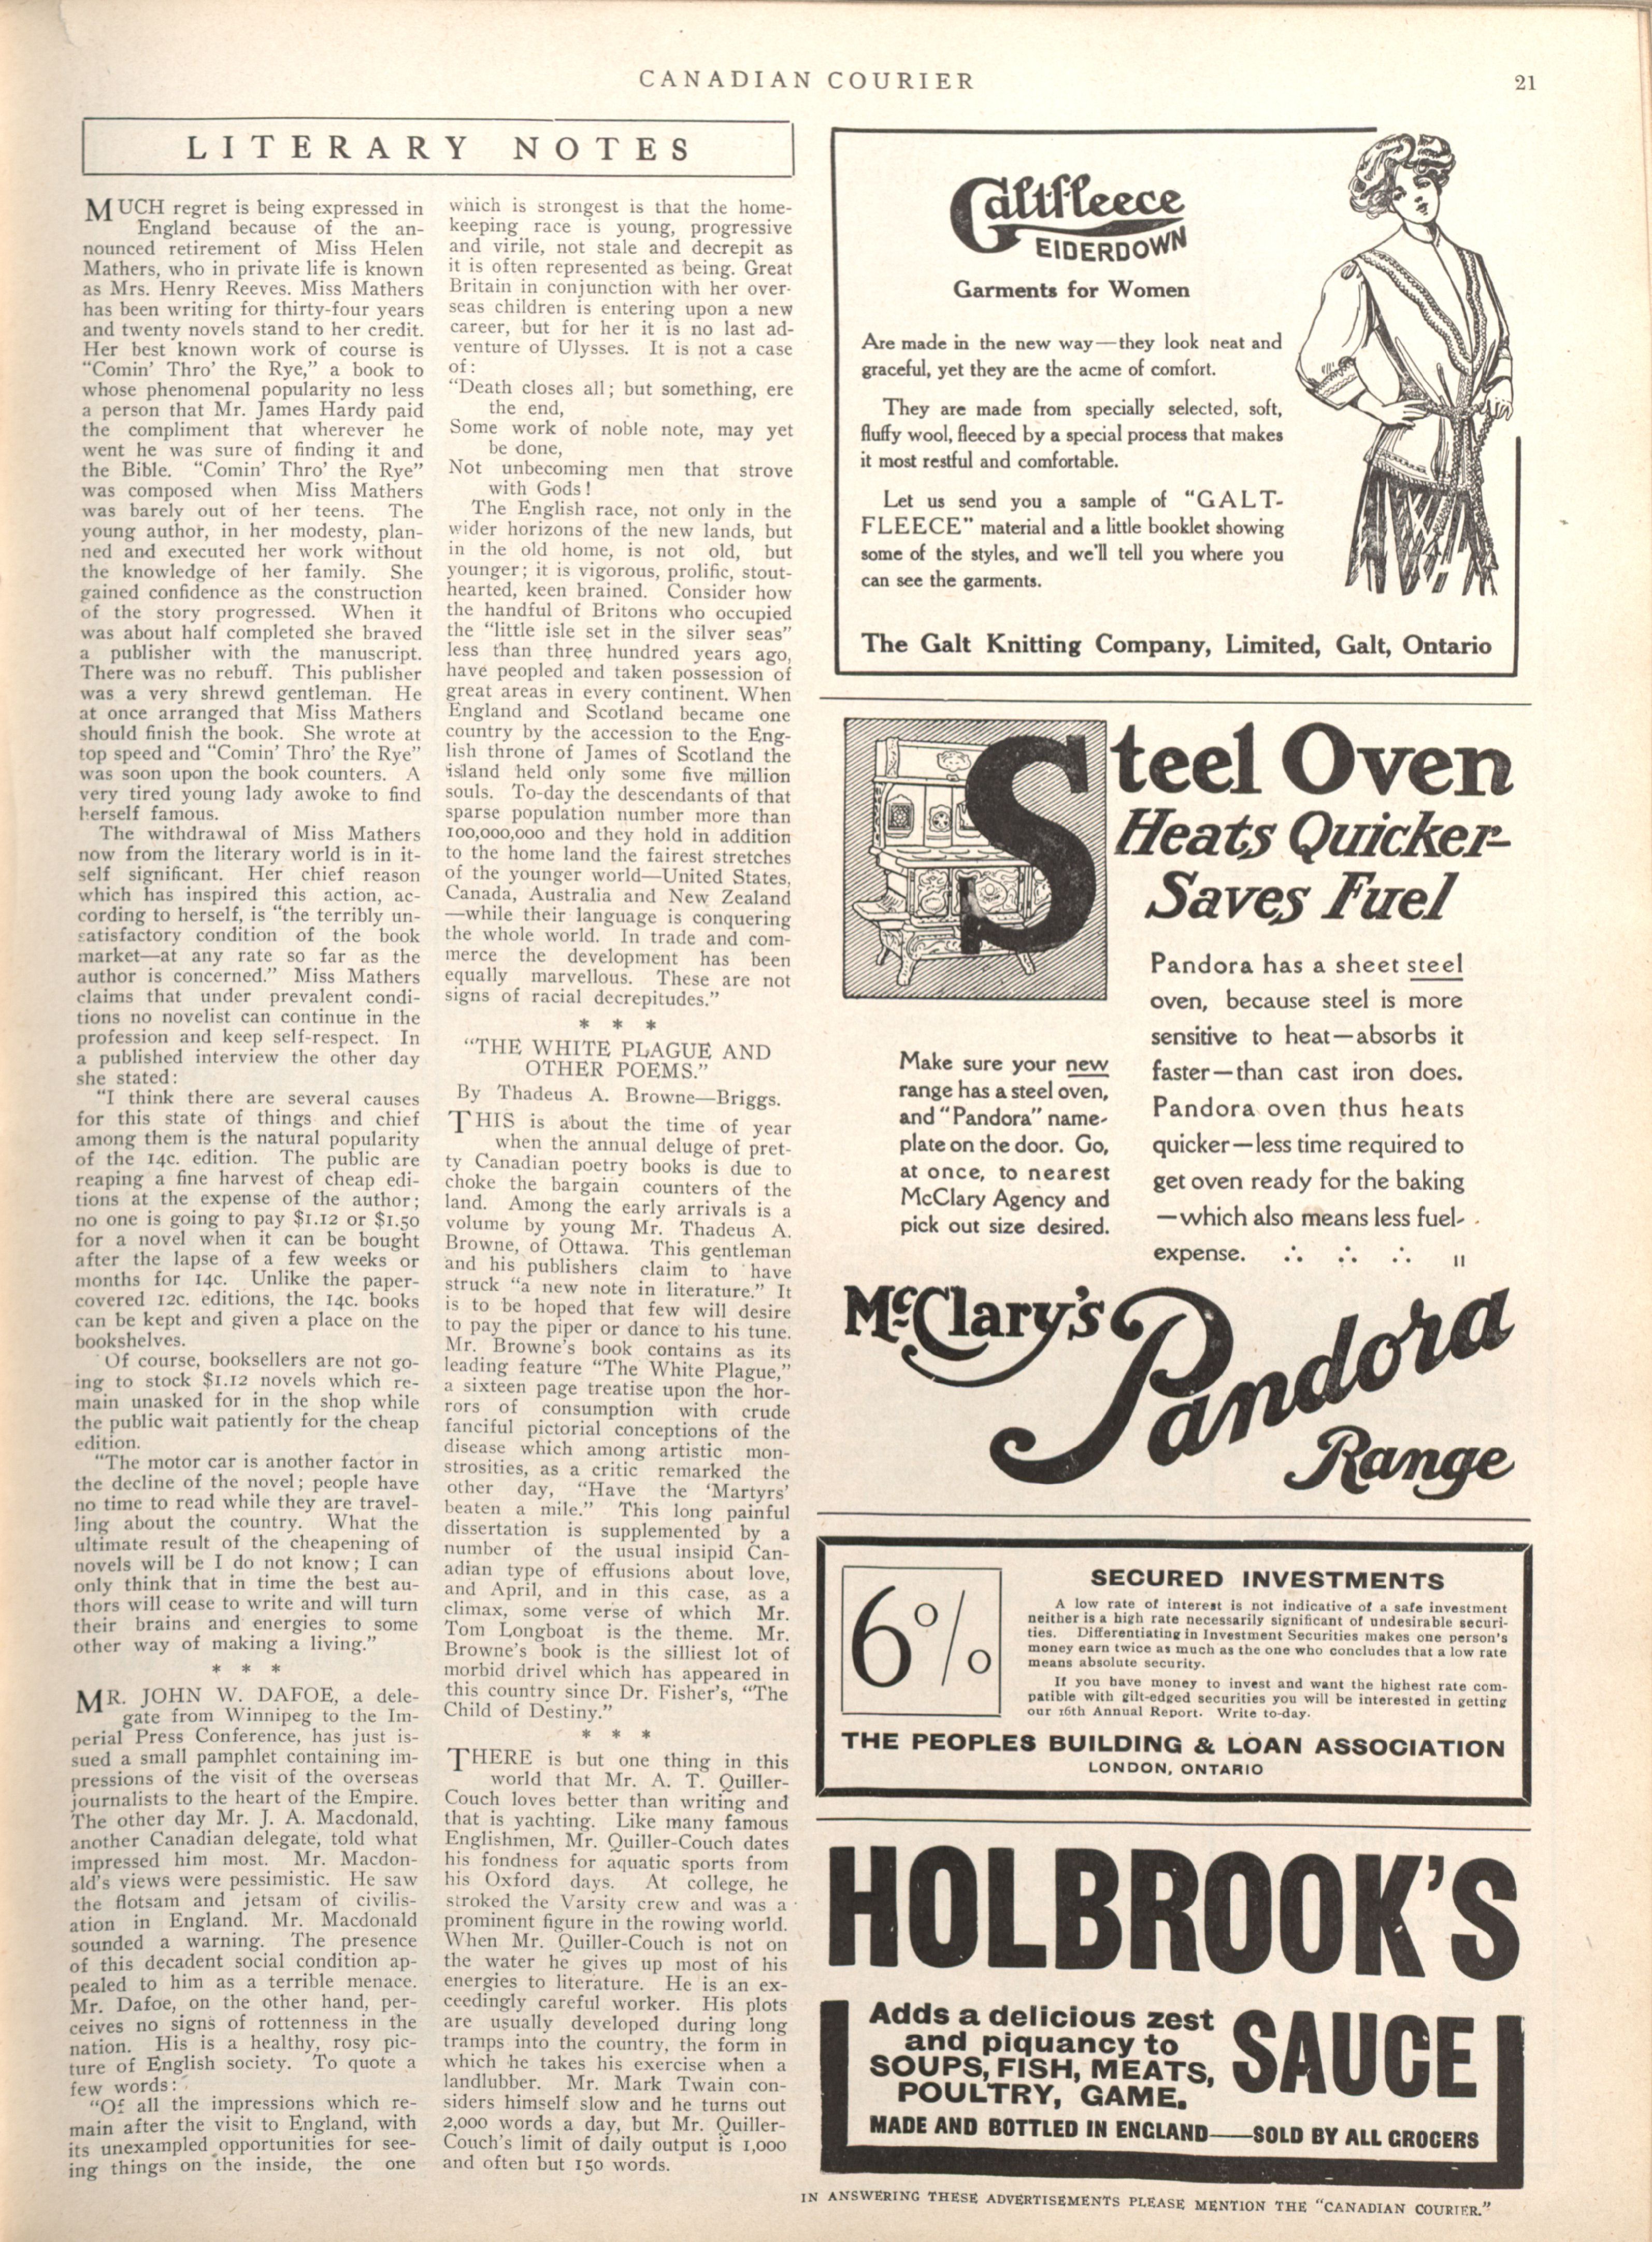 CANADIAN COURIER
21
LITERARY NOTES
MUCH regret is being expressed in
England because of the an-
nounced retirement of Miss Helen
Mathers, who in private life is known
as Mrs. Henry Reeves. Miss Mathers
has been writing for thirty-four years
and twenty novels stand to her credit.
Her best known work of course is
“Comin’ Thro’ the Rye,” a book to
whose phenomenal popularity no less
a person that Mr. James Hardy paid
the compliment that wherever he
went he was sure of finding it and
the Bible. “Comin’ Thro’ the Rye”
was composed when Miss Mathers
was barely out of her teens. The
young author, in her modesty, plan-
ned and executed her work without
the knowledge of her family. She
gained confidence as the construction
of the story progressed. When it
was about half completed she braved
a publisher with the manuscript.
There was no rebuff. This publisher
was a very shrewd gentleman. He
at once arranged that Miss Mathers
should finish the book. She wrote at
top speed and “Comin’ Thro’ the Rye”
was soon upon the book counters. A
very tired young lady awoke to find
herself famous.
The withdrawal of Miss Mathers
now from the literary world is in it-
self significant. Her chief reason
which has inspired this action, ac-
cording to herself, is “the terribly un-
satisfactory condition of the book
market—at any rate so far as the
author is concerned.” Miss Mathers
claims that under prevalent condi-
tions no novelist can continue in the
profession and keep self-respect. In
a published interview the other day
she stated:
“I think there are several causes
for this state of things and chief
among them is the natural popularity
of the 14c. edition. The public are
reaping a fine harvest of cheap edi-
tions at the expense of the author;
no one is going to pay $1.12 or $1.50
for a novel when it can be bought
after the lapse of a few weeks or
months for 14c. Unlike the paper-
covered 12c. editions, the 14c. books
can be kept and given a place on the
bookshelves.
Of course, booksellers are not go-
ing to stock $1.12 novels which re-
main unasked for in the shop while
the public wait patiently for the cheap
edition.
“The motor car is another factor in
the decline of the novel; people have
no time to read while they are travel-
ling about the country. What the
ultimate result of the cheapening of
novels will be I do not know; I can
only think that in time the best au-
thors will cease to write and will turn
their brains and energies to some
other way of making a living.”
* * *
MR. JOHN W. DAFOE, a dele-
gate from Winnipeg to the Im-
perial Press Conference, has just is-
sued a small pamphlet containing im-
pressions of the visit of the overseas
journalists to the heart of the Empire.
The other day Mr. J. A. Macdonald,
another Canadian delegate, told what
impressed him most. Mr. Macdon-
ald’s views were pessimistic. He saw
the flotsam and jetsam of civilis-
ation in England. Mr. Macdonald
sounded a warning. The presence
of this decadent social condition ap-
pealed to him as a terrible menace.
Mr. Dafoe, on the other hand, per-
ceives no signs of rottenness in the
nation. His is a healthy, rosy pic-
ture of English society. To quote a
few words:
“Of all the impressions which re-
main after the visit to England, with
its unexampled opportunities for see-
ing things on the inside, the one
which is strongest is that the home-
keeping race is young, progressive
and virile, not stale and decrepit as
it is often represented as being. Great
Britain in conjunction with her over-
seas children is entering upon a new
career, but for her it is no last ad-
venture of Ulysses. It is not a case
of:
“Death closes all; but something, ere
the end,
Some work of noble note, may yet
be done,
Not unbecoming men that strove
with Gods!
The English race, not only in the
wider horizons of the new lands, but
in the old home, is not old, but
younger; it is vigorous, prolific, stout-
hearted, keen brained. Consider how
the handful of Britons who occupied
the “little isle set in the silver seas”
less than three hundred years ago,
have peopled and taken possession of
great areas in every continent. When
England and Scotland became one
country by the accession to the Eng-
lish throne of James of Scotland the
island held only some five million
souls. To-day the descendants of that
sparse population number more than
100,000,000 and they hold in addition
to the home land the fairest stretches
of the younger world—United States,
Canada, Australia and New Zealand
—while their language is conquering
the whole world. In trade and com-
merce the development has been
equally marvellous. These are not
signs of racial decrepitudes.”
* * *
“THE WHITE PLAGUE AND
OTHER POEMS.”
By Thadeus A. Browne—Briggs.
THIS is about the time of year
when the annual deluge of pret-
ty Canadian poetry books is due to
choke the bargain counters of the
land. Among the early arrivals is a
volume by young Mr. Thadeus A.
Browne, of Ottawa. This gentleman
and his publishers claim to have
struck “a new note in literature.” It
is to be hoped that few will desire
to pay the piper or dance to his tune.
Mr. Browne’s book contains as its
leading feature “The White Plague,”
a sixteen page treatise upon the hor-
rors of consumption with crude
fanciful pictorial conceptions of the
disease which among artistic mon-
strosities, as a critic remarked the
other day, “Have the ‘Martyrs’
beaten a mile.” This long painful
dissertation is supplemented by a
number of the usual insipid Can-
adian type of effusions about love,
and April, and in this case, as a
climax, some verse of which Mr.
Tom Longboat is the theme. Mr.
Browne’s book is the silliest lot of
morbid drivel which has appeared in
this country since Dr. Fisher’s, “The
Child of Destiny.”
* * *
THERE is but one thing in this
world that Mr. A. T. Quiller-
Couch loves better than writing and
that is yachting. Like many famous
Englishmen, Mr. Quiller-Couch dates
his fondness for aquatic sports from
his Oxford days. At college, he
stroked the Varsity crew and was a
prominent figure in the rowing world.
When Mr. Quiller-Couch is not on
the water he gives up most of his
energies to literature. He is an ex-
ceedingly careful worker. His plots
are usually developed during long
tramps into the country, the form in
which he takes his exercise when a
landlubber. Mr. Mark Twain con-
siders himself slow and he turns out
2,000 words a day, but Mr. Quiller-
Couch’s limit of daily output is 1,000
and often but 150 words.
Galtfleece
EIDERDOWN
Garments for Women
Are made in the new way—they look neat and
graceful, yet they are the acme of comfort.
They are made from specially selected, soft,
fluffy wool, fleeced by a special process that makes
it most restful and comfortable.
Let us send you a sample of “GALT-
FLEECE” material and a little booklet showing
some of the styles, and we’ll tell you where you
can see the garments.
The Galt Knitting Company, Limited, Galt, Ontario
Steel Oven
Heats Quicker-
Saves Fuel
Make sure your new
range has a steel oven,
and “Pandora” name-
plate on the door. Go,
at once, to nearest
McClary Agency and
pick out size desired.
Pandora has a sheet steel
oven, because steel is more
sensitive to heat—absorbs it
faster—than cast iron does.
Pandora oven thus heats
quicker—less time required to
get oven ready for the baking
—which also means less fuel-
expense. ∴ ∴ ∴ 11
McClary’s
Pandora
Range
6%
SECURED INVESTMENTS
A low rate of interest is not indicative of a safe investment
neither is a high rate necessarily significant of undesirable securi-
ties. Differentiating in Investment Securities makes one person’s
money earn twice as much as the one who concludes that a low rate
means absolute security.
If you have money to invest and want the highest rate com-
patible with gilt-edged securities you will be interested in getting
our 16th Annual Report. Write to-day.
THE PEOPLES BUILDING & LOAN ASSOCIATION
LONDON, ONTARIO
HOLBROOK’S
Adds a delicious zest
and piquancy to
SOUPS, FISH, MEATS,
POULTRY, GAME.
SAUCE
MADE AND BOTTLED IN ENGLAND—SOLD BY ALL GROCERS
IN ANSWERING THESE ADVERTISEMENTS PLEASE MENTION THE “CANADIAN COURIER.”